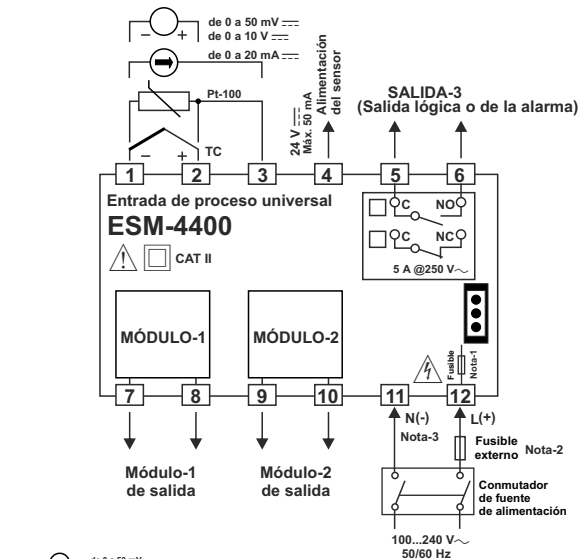 de 0 a 50 mV
de 0 a 10 V
de 0 a 20 mA
Pt-100
TC
– +
– +
24 V
Máx. 50 mA
Alimentación
del sensor
SALIDA-3
(Salida lógica o de la alarma)
1 2 3 4 5 6
Entrada de proceso universal
ESM-4400
CAT II
C NO
C NC
5 A @250 V~
MÓDULO-1
MÓDULO-2
Fusible
Nota-1
7 8 9 10 11 12
N(-)
L(+)
Nota-3
Fusible
externo
Nota-2
Módulo-1
de salida
Módulo-2
de salida
Conmutador
de fuente
de alimentación
100...240 V~
50/60 Hz